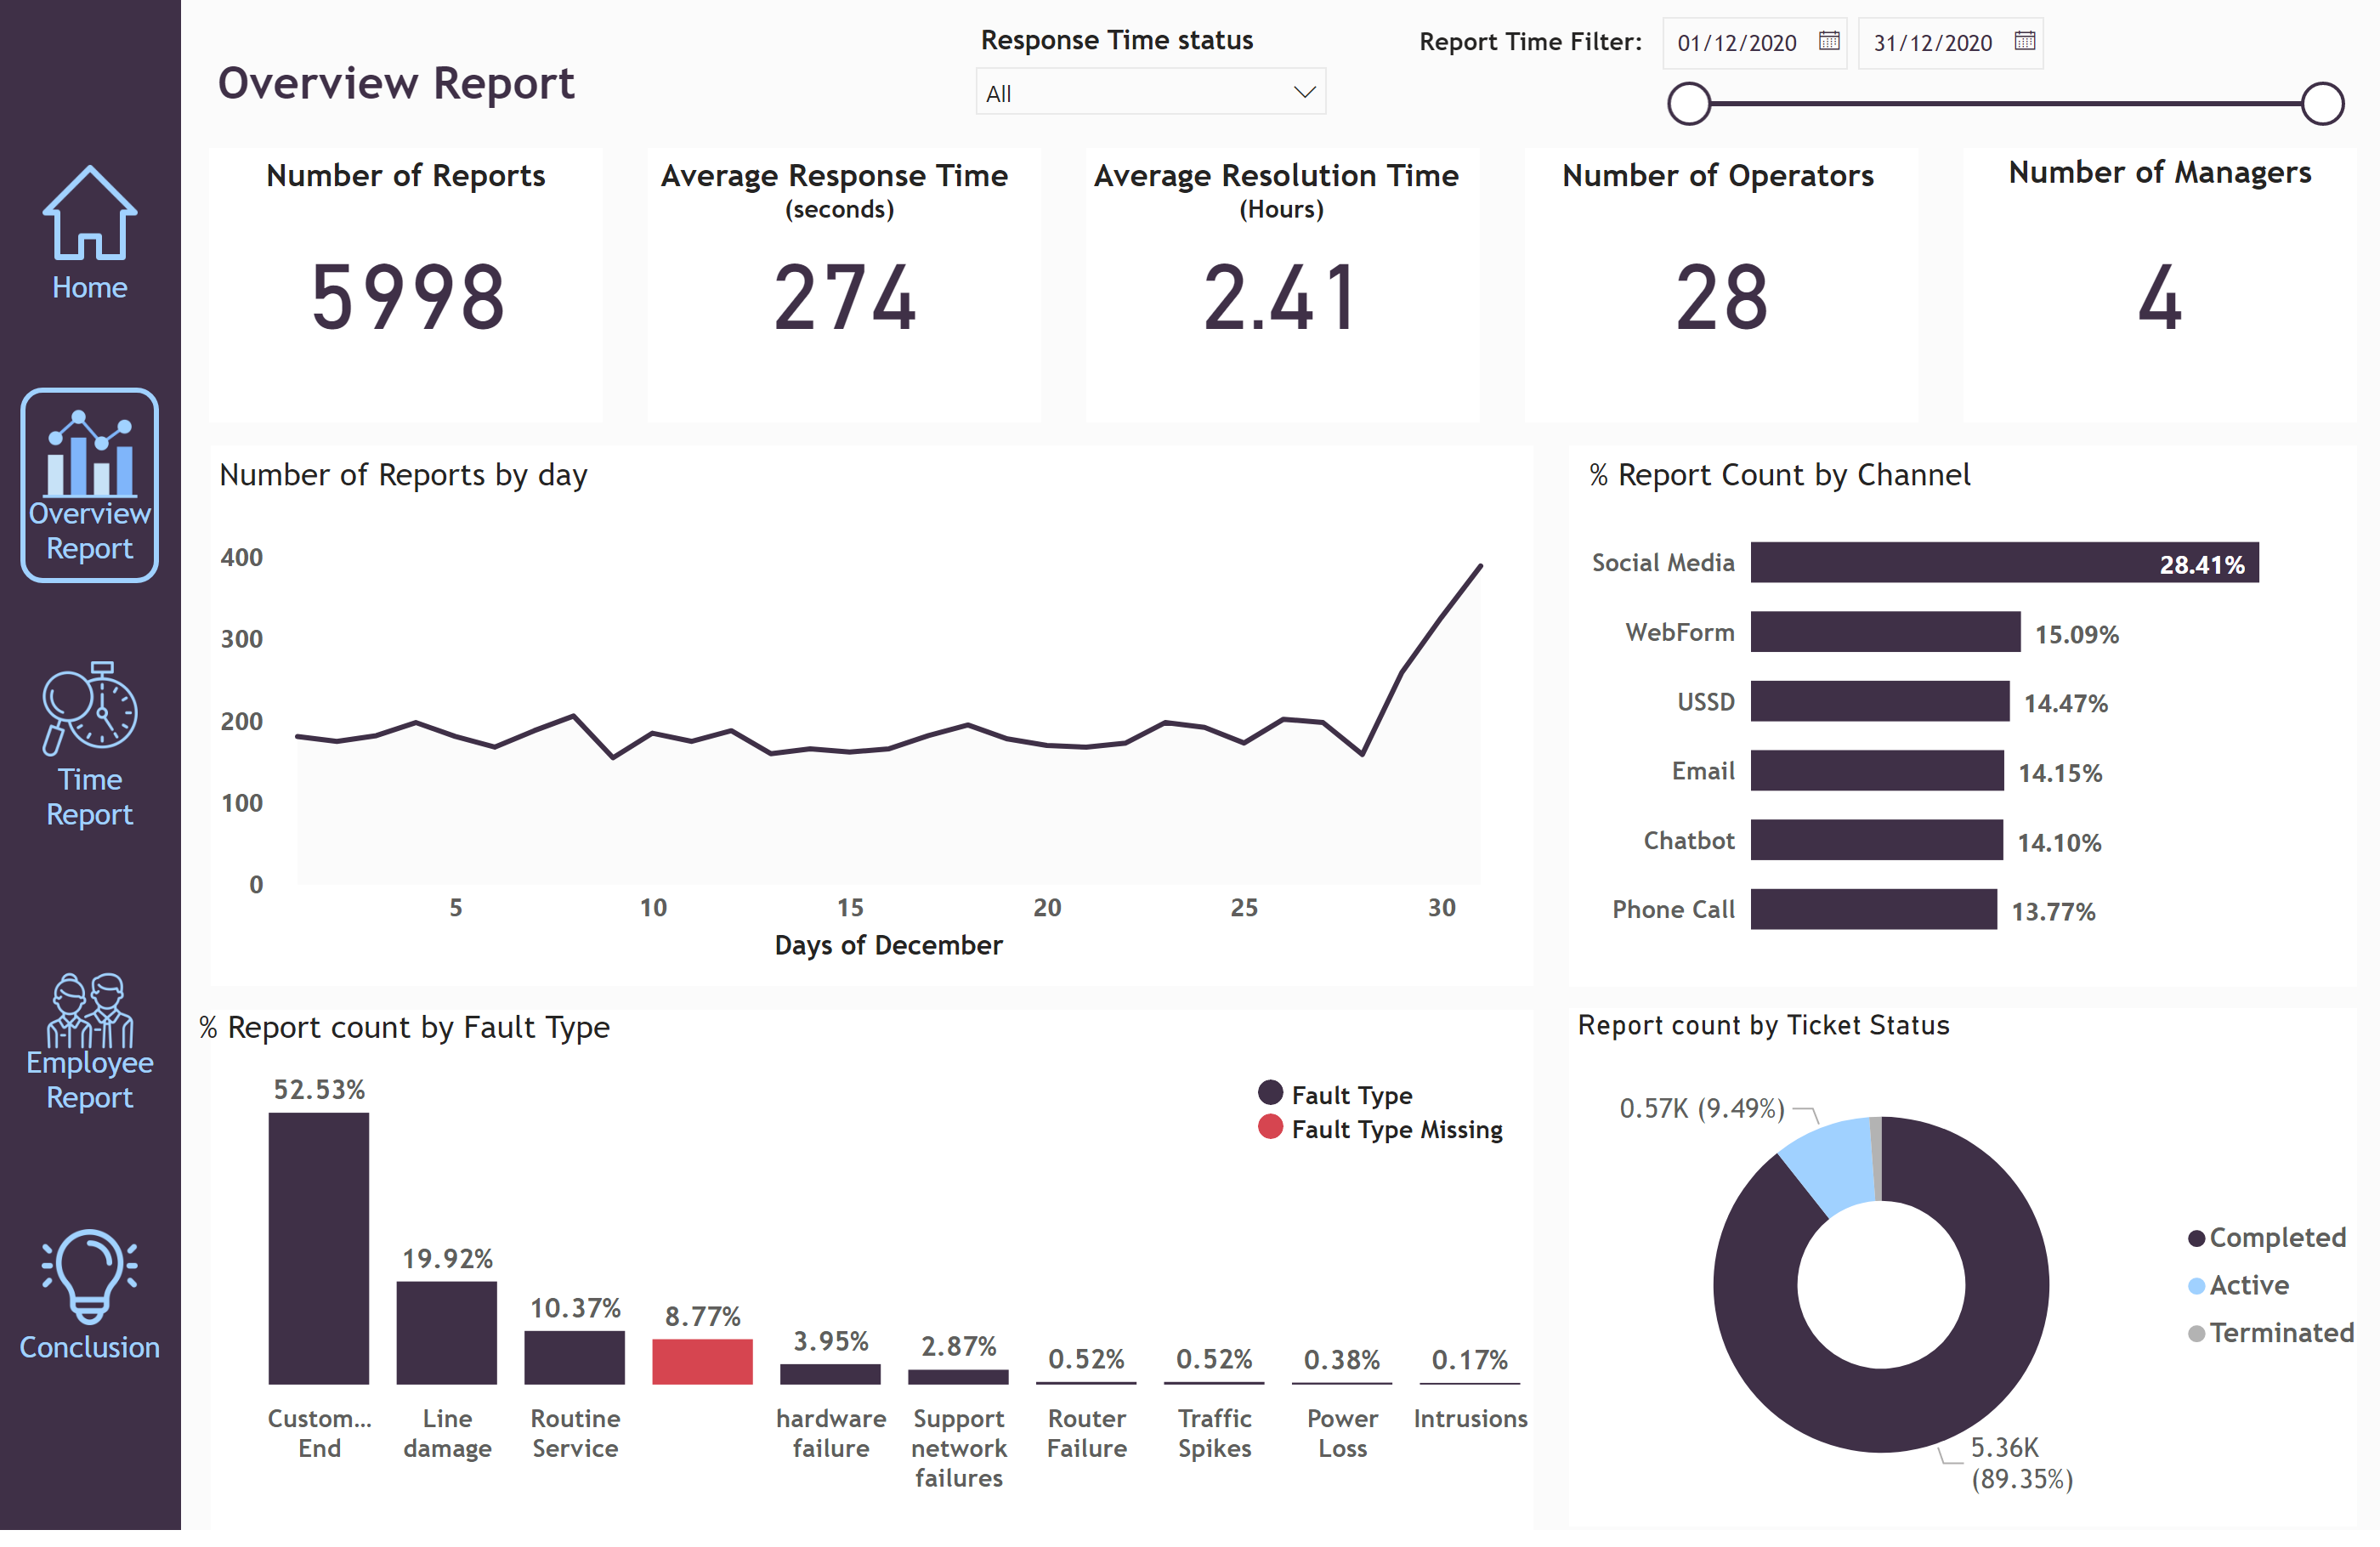 Overview Report
Response Time status
All
Report Time Filter:
01/12/2020
31/12/2020
Home
Overview
Report
Time
Report
Employee
Report
Conclusion
Number of Reports
5998
Average Response Time
(seconds)
274
Average Resolution Time
(Hours)
2.41
Number of Operators
28
Number of Managers
4
Number of Reports by day
400
300
200
100
0
5 10 15 20 25 30
Days of December
% Report Count by Channel
Social Media 28.41%
WebForm 15.09%
USSD 14.47%
Email 14.15%
Chatbot 14.10%
Phone Call 13.77%
% Report count by Fault Type
Fault Type
Fault Type Missing
52.53%
19.92%
10.37%
8.77%
3.95%
2.87%
0.52%
0.52%
0.38%
0.17%
Custom...
End
Line
damage
Routine
Service
hardware
failure
Support
network
failures
Router
Failure
Traffic
Spikes
Power
Loss
Intrusions
Report count by Ticket Status
0.57K (9.49%)
5.36K
(89.35%)
Completed
Active
Terminated